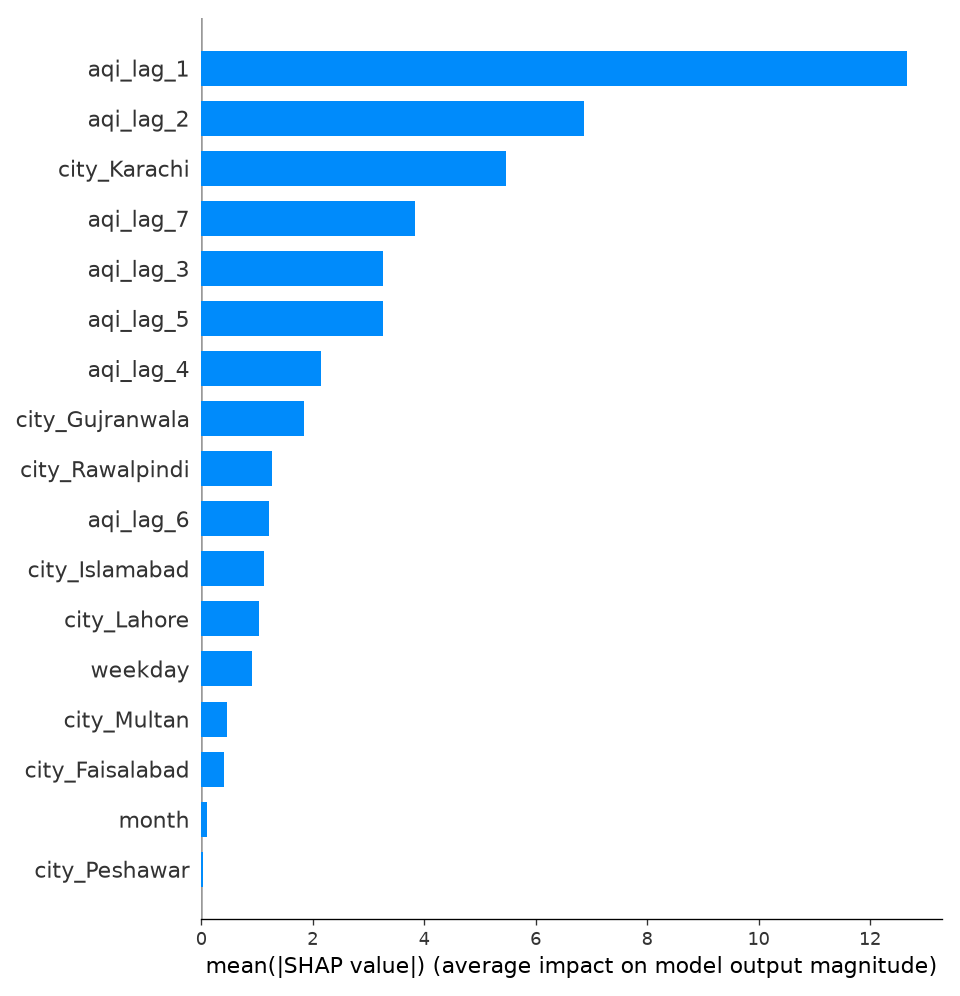 aqi_lag_1
aqi_lag_2
city_Karachi
aqi_lag_7
aqi_lag_3
aqi_lag_5
aqi_lag_4
city_Gujranwala
city_Rawalpindi
aqi_lag_6
city_Islamabad
city_Lahore
weekday
city_Multan
city_Faisalabad
month
city_Peshawar
0 2 4 6 8 10 12
mean(|SHAP value|) (average impact on model output magnitude)